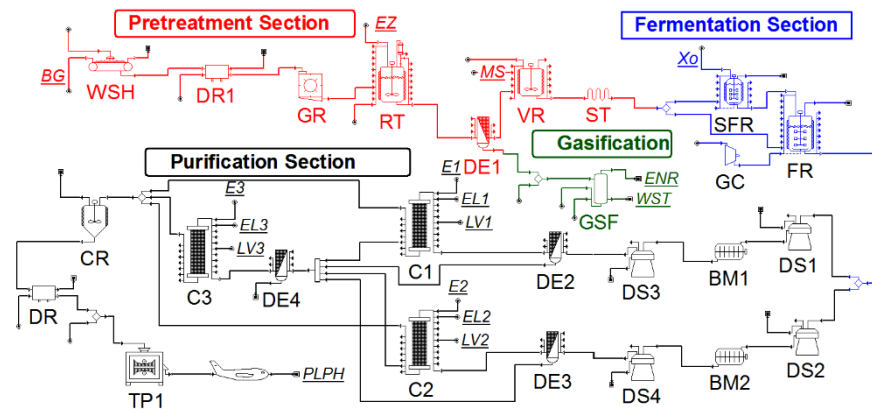 Pretreatment Section
Fermentation Section
EZ
Xo
BG
WSH
DR1
GR
RT
MS
VR
ST
SFR
DE1
GC
FR
Gasification
Purification Section
E3
E1
ENR
EL3
EL1
WST
LV3
LV1
GSF
CR
C3
DE4
C1
DE2
DS3
BM1
DS1
E2
EL2
LV2
DR
C2
DE3
DS4
BM2
DS2
TP1
PLPH